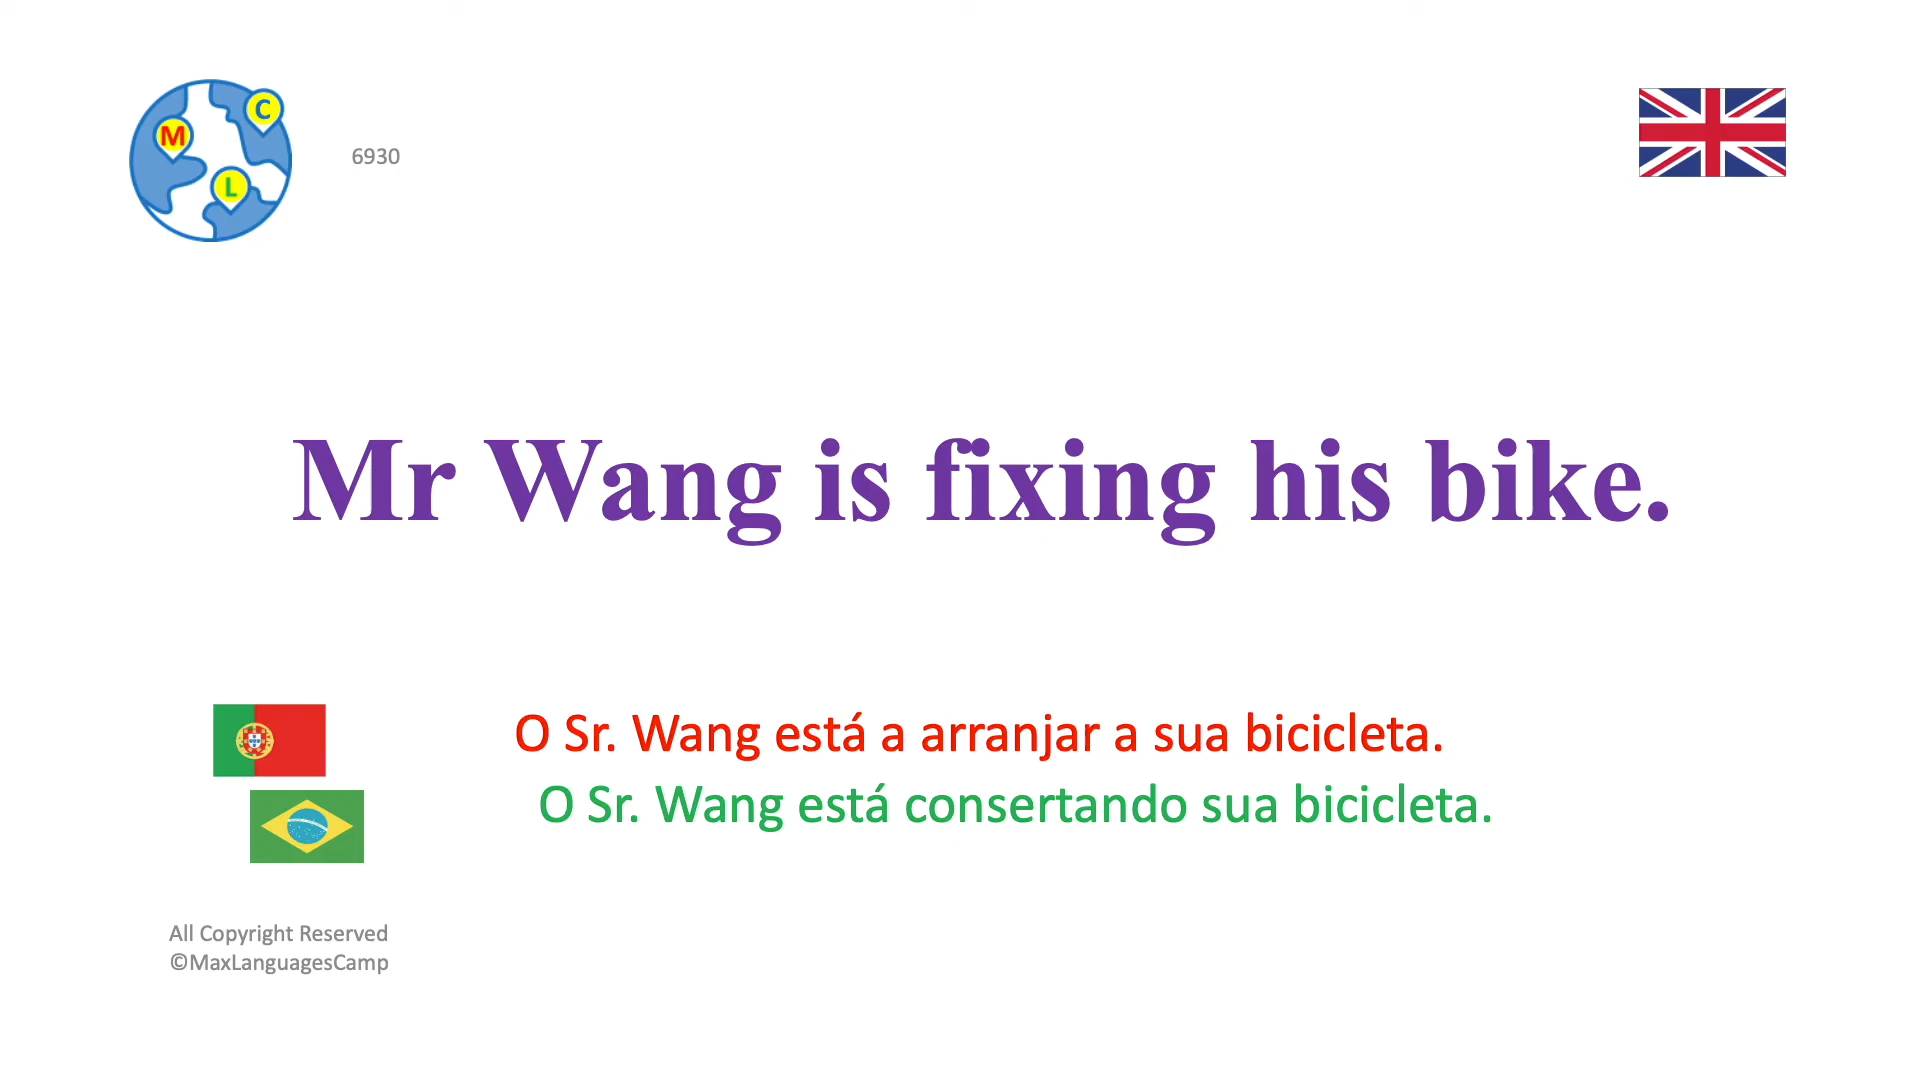 M
C
L
6930
Mr Wang is fixing his bike.
O Sr. Wang está a arranjar a sua bicicleta.
O Sr. Wang está consertando sua bicicleta.
All Copyright Reserved
©MaxLanguagesCamp